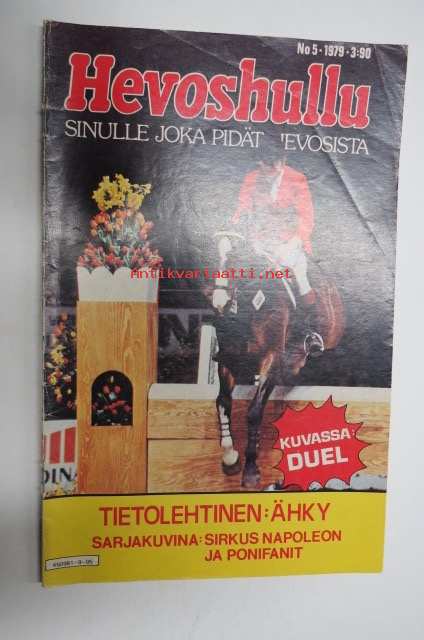 No 5 - 1979 - 3:90
Hevoshullu
SINULLE JOKA PIDÄT 'EVOSISTA
Antikvariaatti.net
KUVASSA:
DUEL
TIETOLEHTINEN: ÄHKY
SARJAKUVINA: SIRKUS NAPOLEON
JA PONIFANIT